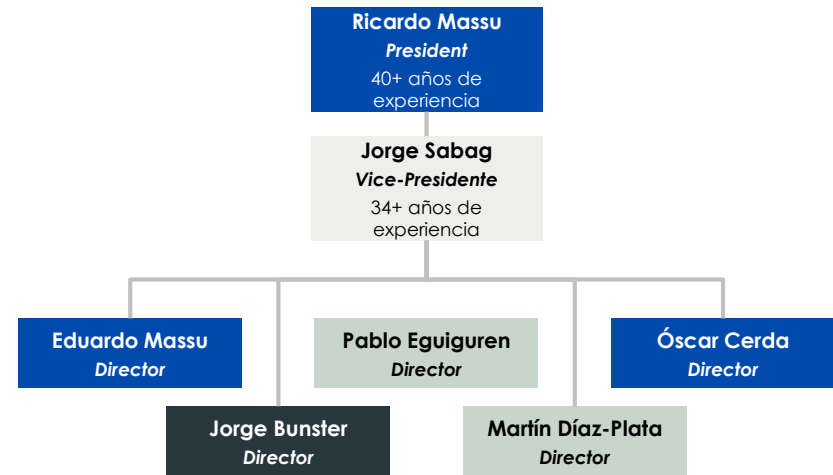 Ricardo Massu
President
40+ años de
experiencia
Jorge Sabag
Vice-Presidente
34+ años de
experiencia
Eduardo Massu
Director
Pablo Eguiguren
Director
Óscar Cerda
Director
Jorge Bunster
Director
Martín Díaz-Plata
Director